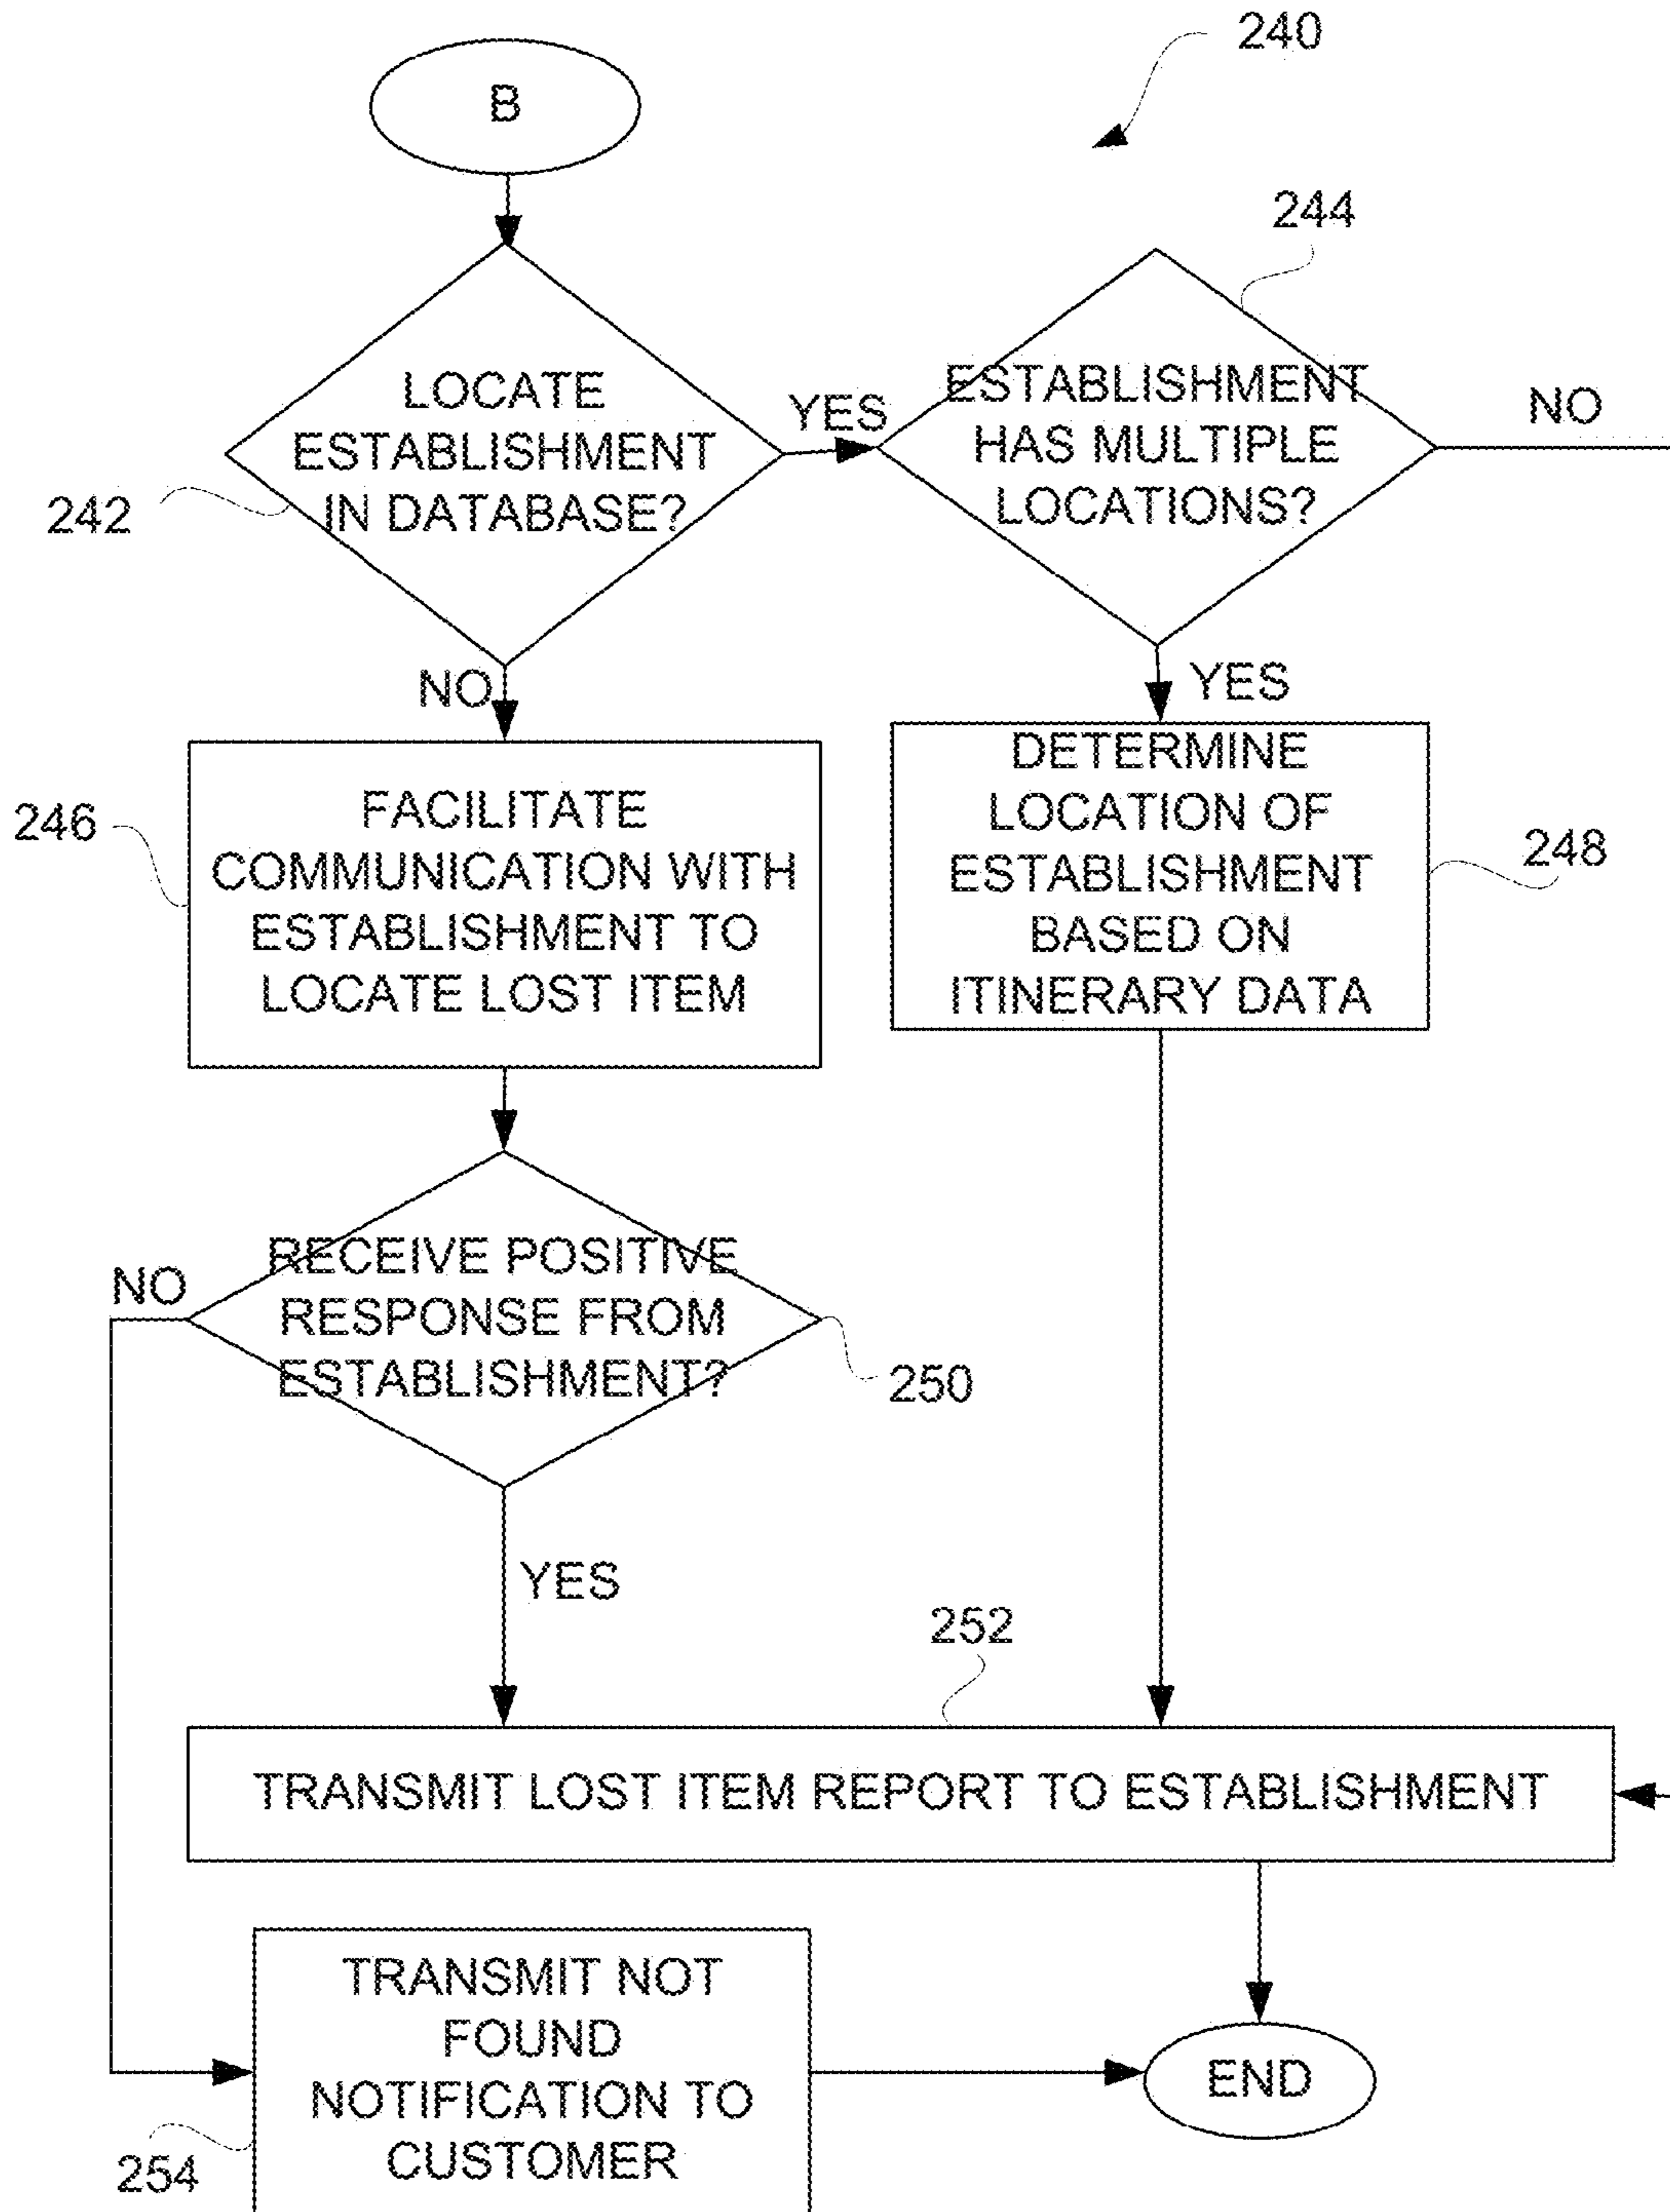 240
B
244
LOCATE
ESTABLISHMENT
IN DATABASE?
242
YES
ESTABLISHMENT
HAS MULTIPLE
LOCATIONS?
NO
NO
YES
246
FACILITATE
COMMUNICATION WITH
ESTABLISHMENT TO
LOCATE LOST ITEM
DETERMINE
LOCATION OF
ESTABLISHMENT
BASED ON
ITINERARY DATA
248
NO
RECEIVE POSITIVE
RESPONSE FROM
ESTABLISHMENT?
250
YES
252
TRANSMIT LOST ITEM REPORT TO ESTABLISHMENT
TRANSMIT NOT
FOUND
NOTIFICATION TO
CUSTOMER
254
END